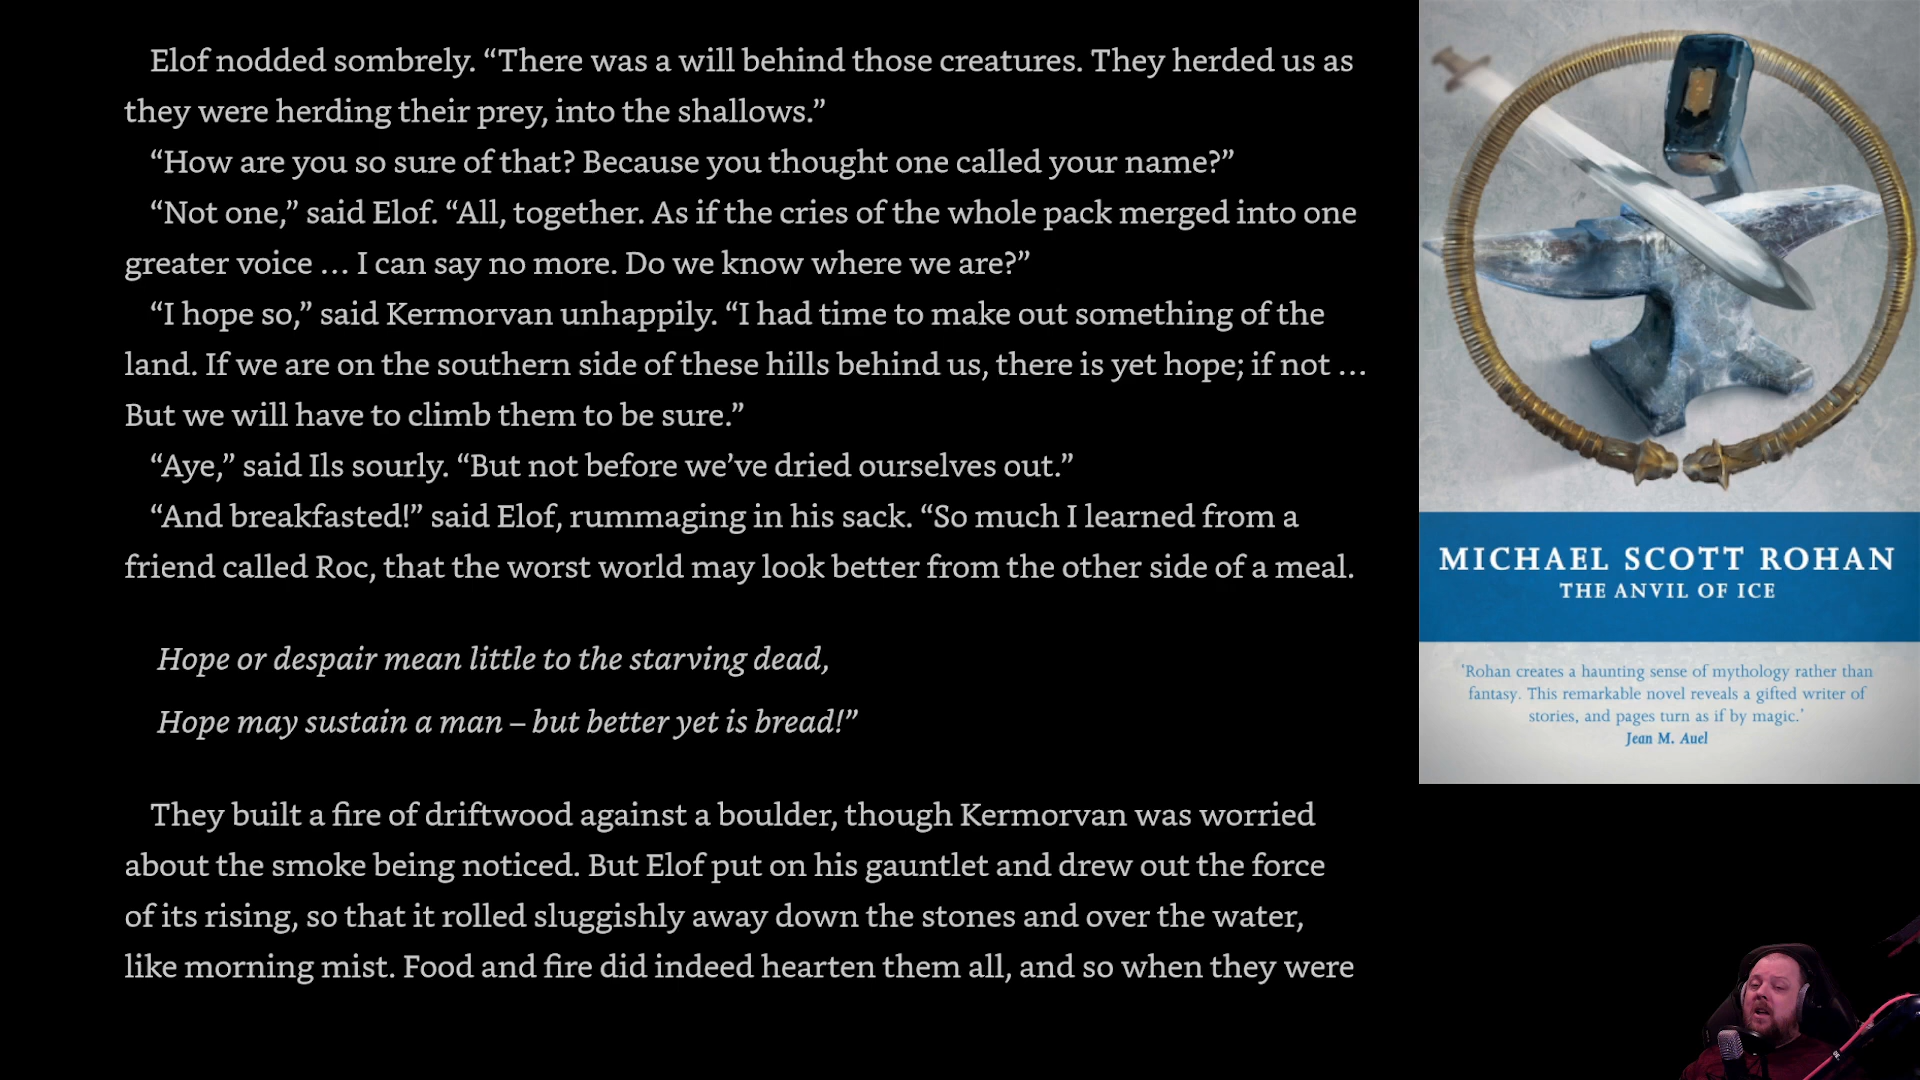 Elof nodded sombrely. “There was a will behind those creatures. They herded us as
they were herding their prey, into the shallows.”
“How are you so sure of that? Because you thought one called your name?”
“Not one,” said Elof. “All, together. As if the cries of the whole pack merged into one
greater voice … I can say no more. Do we know where we are?”
“I hope so,” said Kermorvan unhappily. “I had time to make out something of the
land. If we are on the southern side of these hills behind us, there is yet hope; if not …
But we will have to climb them to be sure.”
“Aye,” said Ils sourly. “But not before we’ve dried ourselves out.”
“And breakfasted!” said Elof, rummaging in his sack. “So much I learned from a
friend called Roc, that the worst world may look better from the other side of a meal.
Hope or despair mean little to the starving dead,
Hope may sustain a man – but better yet is bread!”
They built a fire of driftwood against a boulder, though Kermorvan was worried
about the smoke being noticed. But Elof put on his gauntlet and drew out the force
of its rising, so that it rolled sluggishly away down the stones and over the water,
like morning mist. Food and fire did indeed hearten them all, and so when they were
MICHAEL SCOTT ROHAN
THE ANVIL OF ICE
‘Rohan creates a haunting sense of mythology rather than
fantasy. This remarkable novel reveals a gifted writer of
stories, and pages turn as if by magic.’
Jean M. Auel